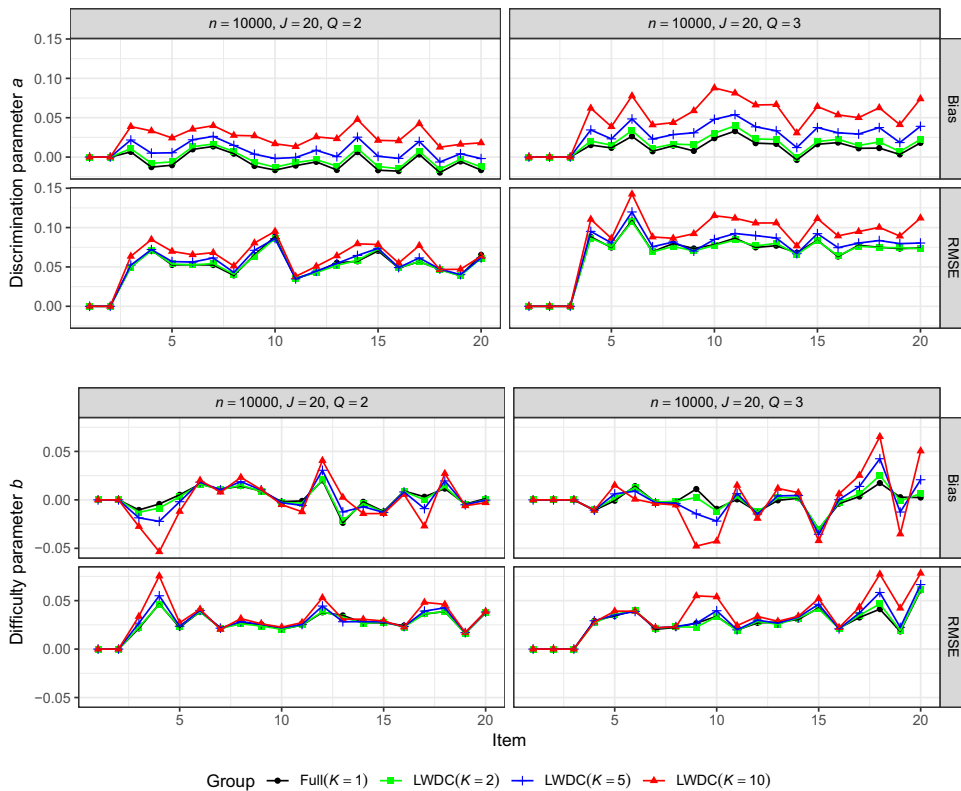 n = 10000, J = 20, Q = 2
n = 10000, J = 20, Q = 3
Discrimination parameter a
0.15
0.10
0.05
0.00
Bias
0.15
0.10
0.05
0.00
RMSE
5 10 15 20
5 10 15 20
n = 10000, J = 20, Q = 2
n = 10000, J = 20, Q = 3
Difficulty parameter b
0.05
0.00
−0.05
Bias
0.05
0.00
−0.05
RMSE
5 10 15 20
5 10 15 20
Item
Group Full(K = 1) LWDC(K = 2) LWDC(K = 5) LWDC(K = 10)